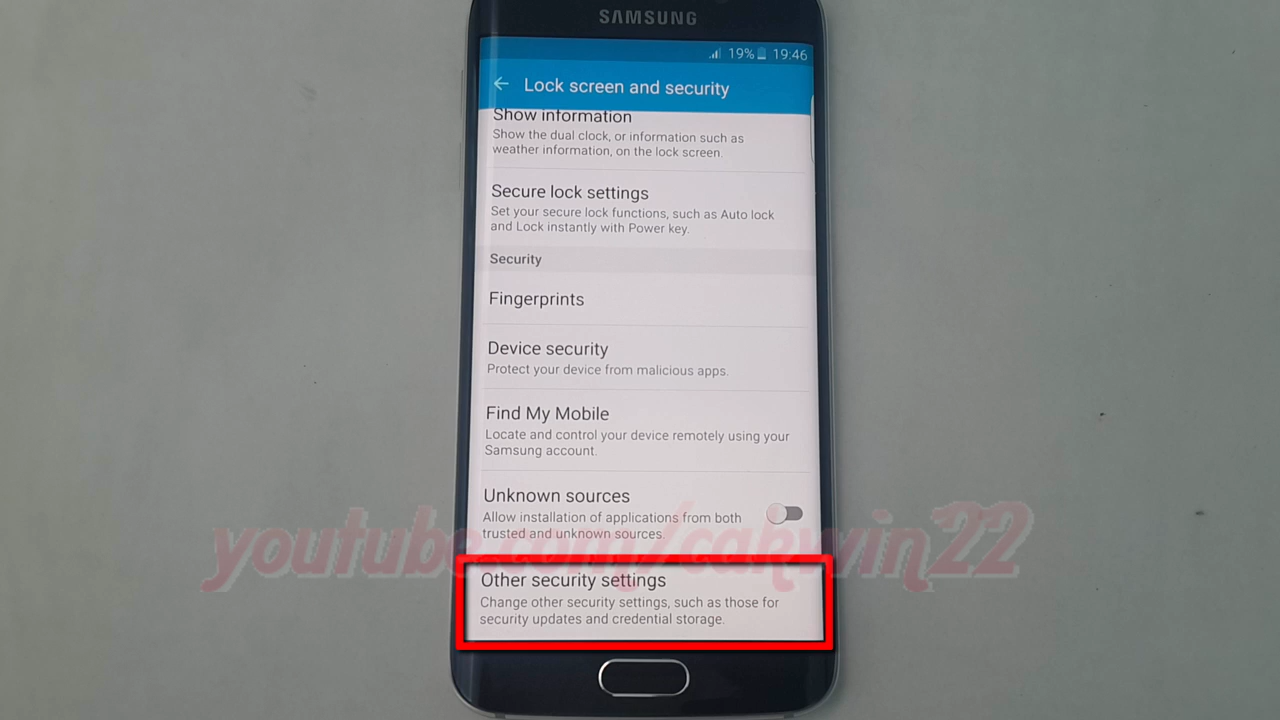 SAMSUNG
19% 19:46
Lock screen and security
Show information
Show the dual clock, or information such as
weather information, on the lock screen.
Secure lock settings
Set your secure lock functions, such as Auto lock
and Lock instantly with Power key.
Security
Fingerprints
Device security
Protect your device from malicious apps.
Find My Mobile
Locate and control your device remotely using your
Samsung account.
Unknown sources
Allow installation of applications from both
trusted and unknown sources.
youtube.com/cakwin22
Other security settings
Change other security settings, such as those for
security updates and credential storage.